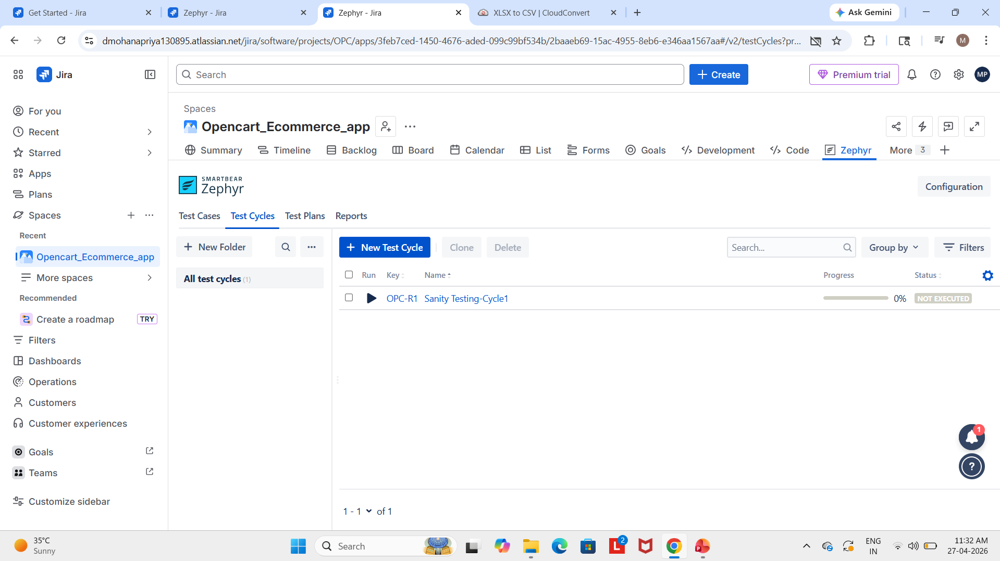 Get Started - Jira
Zephyr - Jira
Zephyr - Jira
XLSX to CSV | CloudConvert
Ask Gemini
dmohanapriya130895.atlassian.net/jira/software/projects/OPC/apps/3feb7ced-1450-4676-aded-099c99bf534b/2baaeb69-15ac-4955-8eb6-e346aa1567aa#/v2/testCycles?pr...
M
Jira
Search
Create
Premium trial
MP
For you
Recent
Starred
Apps
Plans
Spaces
Recent
Opencart_Ecommerce_app
More spaces
Recommended
Create a roadmap
TRY
Filters
Dashboards
Operations
Customers
Customer experiences
Goals
Teams
Customize sidebar
Spaces
Opencart_Ecommerce_app
Summary
Timeline
Backlog
Board
Calendar
List
Forms
Goals
Development
Code
Zephyr
More 3
SMARTBEAR
Zephyr
Configuration
Test Cases
Test Cycles
Test Plans
Reports
New Folder
New Test Cycle
Clone
Delete
Search...
Group by
Filters
All test cycles (1)
Run
Key
Name
Progress
Status
OPC-R1
Sanity Testing-Cycle1
0%
NOT EXECUTED
1
?
1 - 1 of 1
35°C
Sunny
Search
2
ENG
IN
11:32 AM
27-04-2026